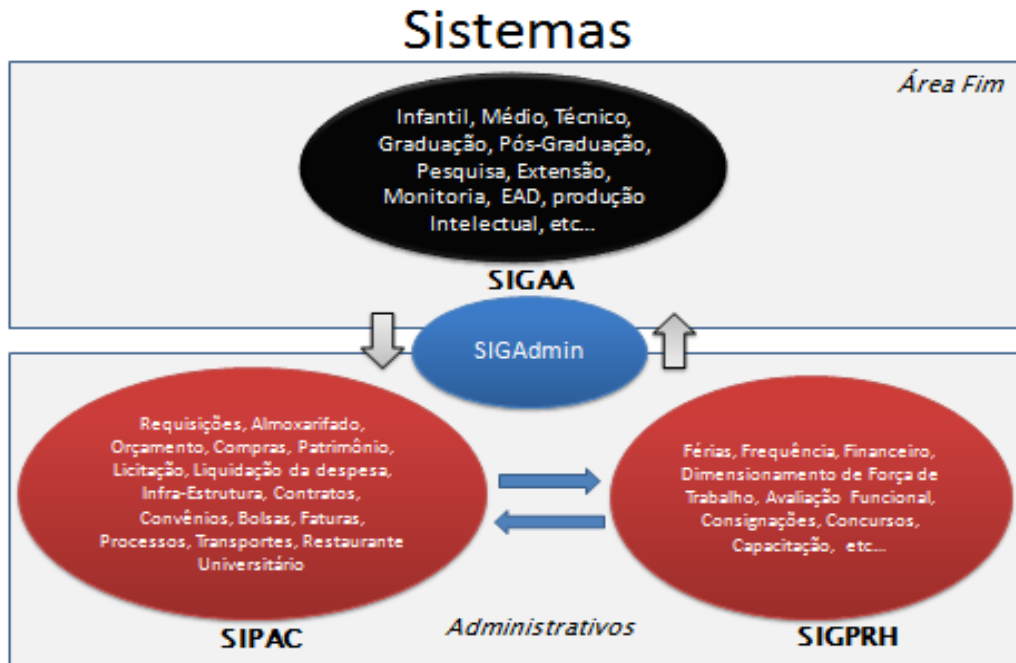 Sistemas
Área Fim
Infantil, Médio, Técnico,
Graduação, Pós-Graduação,
Pesquisa, Extensão,
Monitoria, EAD, produção
Intelectual, etc...
SIGAA
SIGAdmin
Requisições, Almoxarifado,
Orçamento, Compras, Patrimônio,
Licitação, Liquidação da despesa,
Infra-Estrutura, Contratos,
Convênios, Bolsas, Faturas,
Processos, Transportes, Restaurante
Universitário
SIPAC
Férias, Frequência, Financeiro,
Dimensionamento de Força de
Trabalho, Avaliação Funcional,
Consignações, Concursos,
Capacitação, etc...
SIGPRH
Administrativos